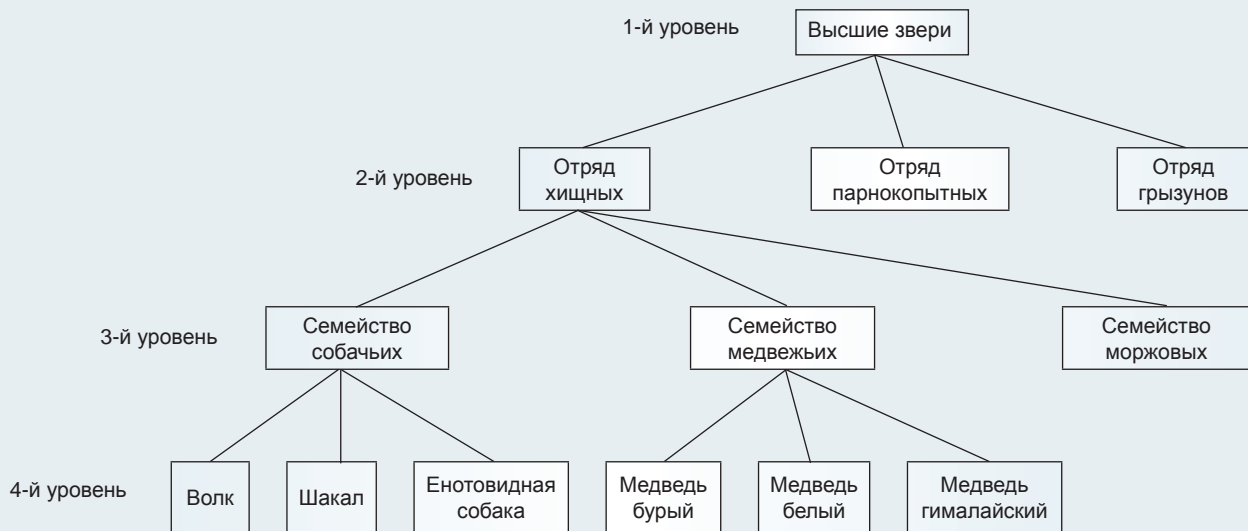 1-й уровень
Высшие звери
2-й уровень
Отряд
хищных
Отряд
парнокопытных
Отряд
грызунов
3-й уровень
Семейство
собачьих
Семейство
медвежьих
Семейство
моржовых
4-й уровень
Волк
Шакал
Енотовидная
собака
Медведь
бурый
Медведь
белый
Медведь
гималайский